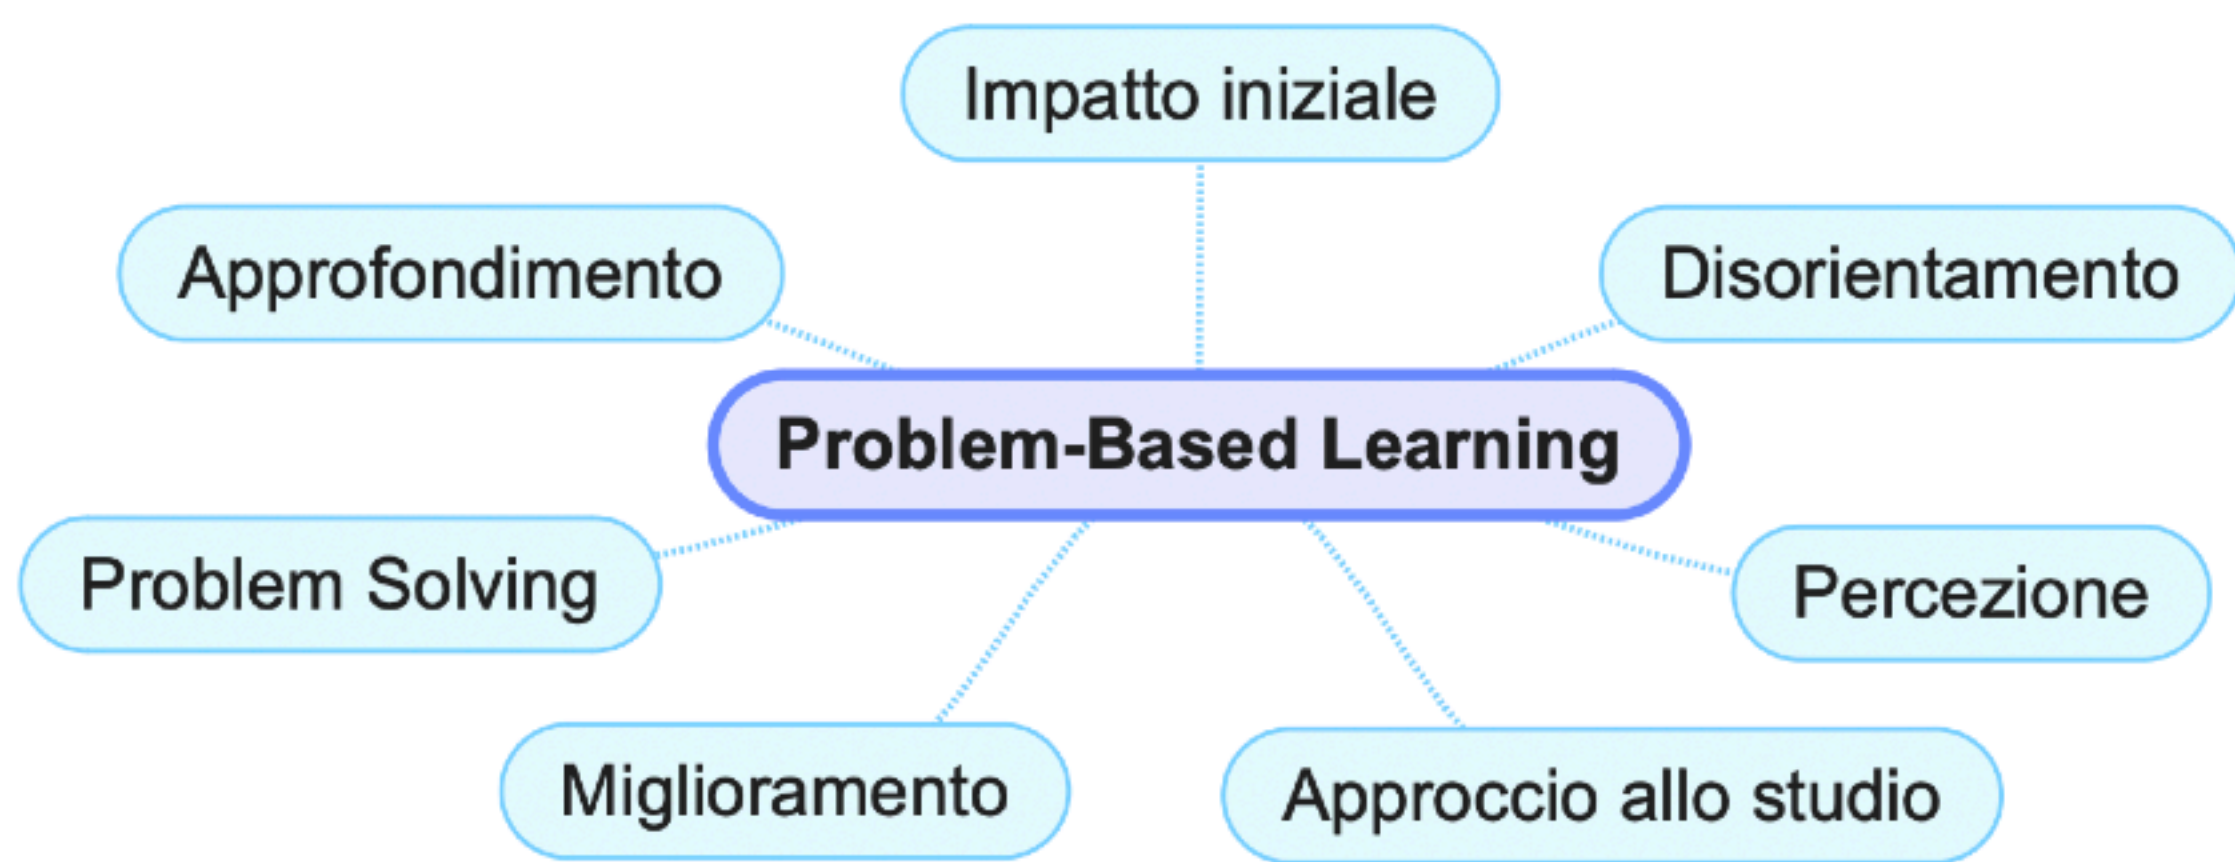 Impatto iniziale
Approfondimento
Disorientamento
Problem-Based Learning
Problem Solving
Percezione
Miglioramento
Approccio allo studio